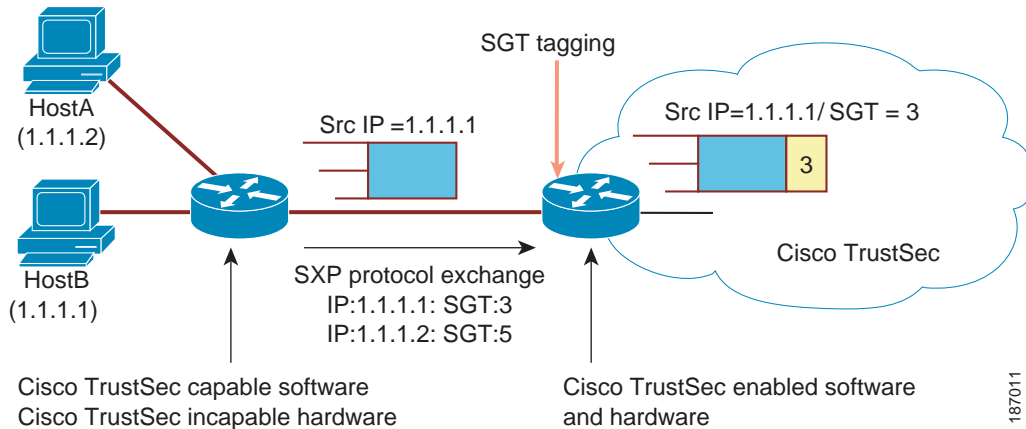 SGT tagging
HostA
(1.1.1.2)
Src IP =1.1.1.1
Src IP=1.1.1.1/ SGT = 3
3
HostB
(1.1.1.1)
SXP protocol exchange
IP:1.1.1.1: SGT:3
IP:1.1.1.2: SGT:5
Cisco TrustSec
Cisco TrustSec capable software
Cisco TrustSec incapable hardware
Cisco TrustSec enabled software
and hardware
187011